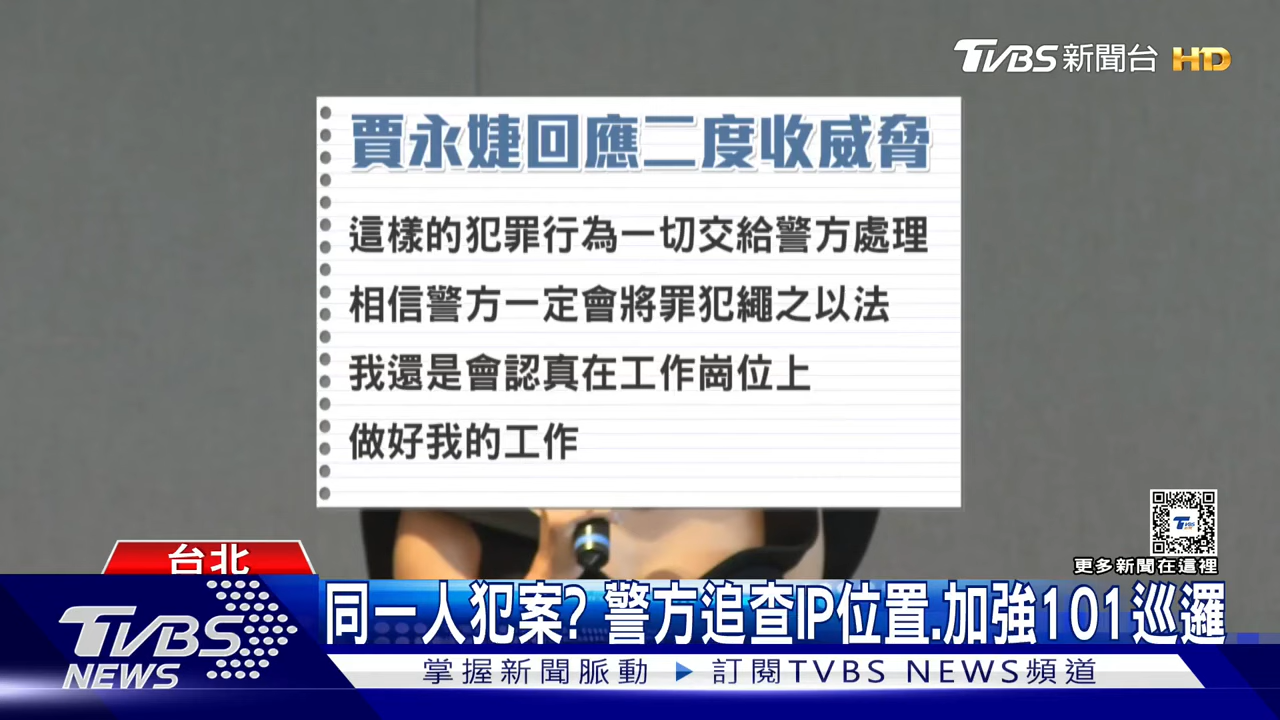 TVBS新聞台 HD
賈永婕回應二度收威脅
這樣的犯罪行為一切交給警方處理
相信警方一定會將罪犯繩之以法
我還是會認真在工作崗位上
做好我的工作
TVBS
更多新聞在這裡
台北
同一人犯案? 警方追查IP位置.加強101巡邏
TVBS NEWS
掌握新聞脈動 ▶ 訂閱TVBS NEWS頻道